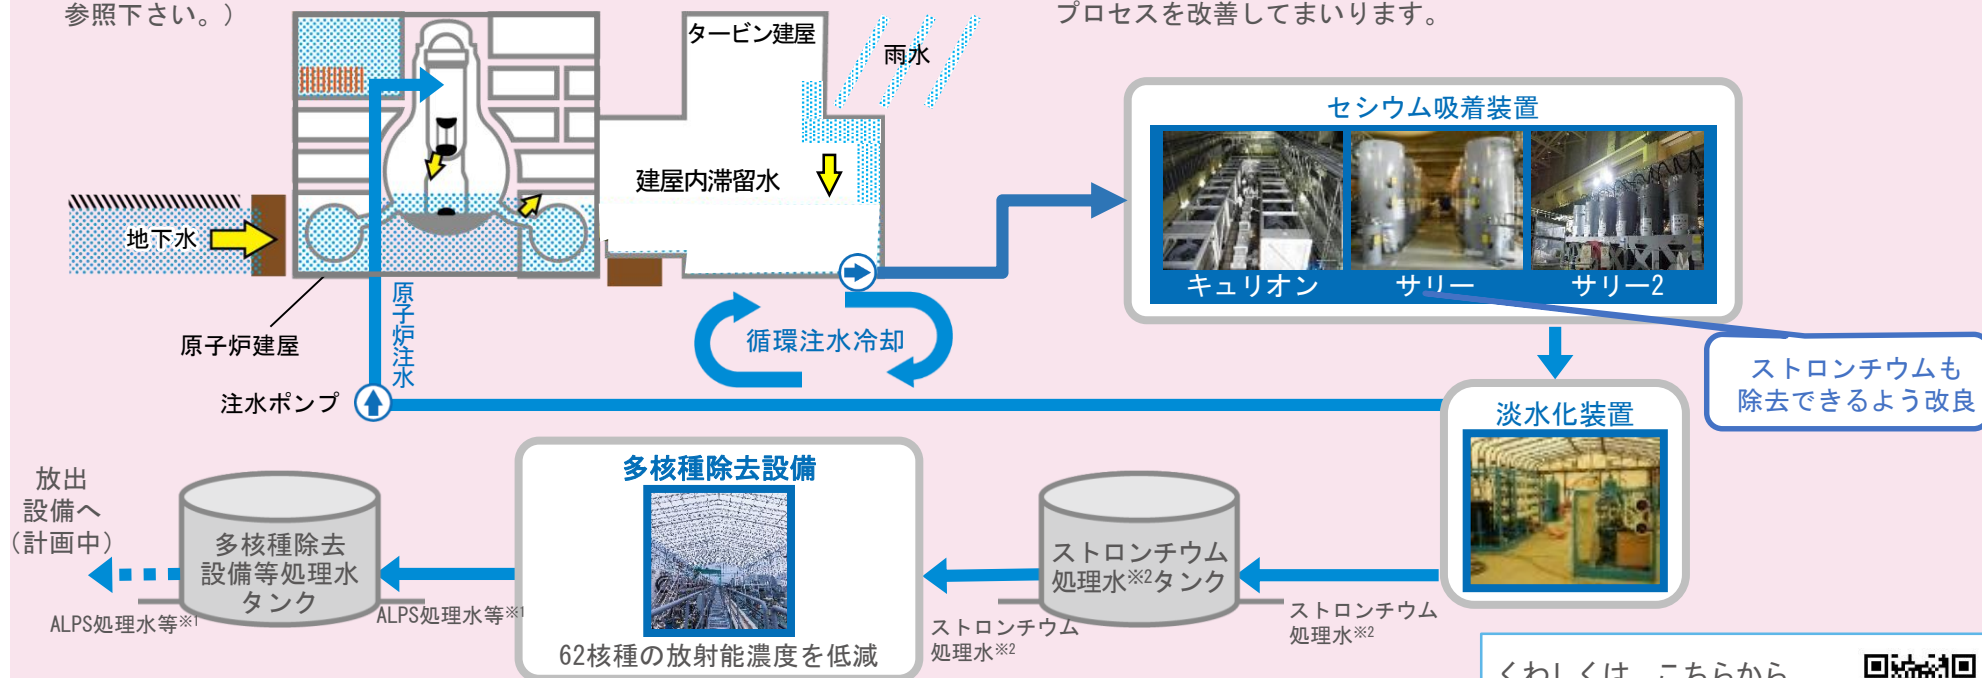 参照下さい。)
プロセスを改善してまいります。
タービン建屋
雨水
セシウム吸着装置
建屋内滞留水
地下水
キュリオン
サリー
サリー2
原子炉注水
原子炉建屋
循環注水冷却
ストロンチウムも
除去できるよう改良
注水ポンプ
淡水化装置
放出
設備へ
(計画中)
多核種除去設備
多核種除去
設備等処理水
タンク
ストロンチウム
処理水※2タンク
ALPS処理水等※1
ALPS処理水等※1
ストロンチウム
処理水※2
ストロンチウム
処理水※2
62核種の放射能濃度を低減
くわしくは、こちらから